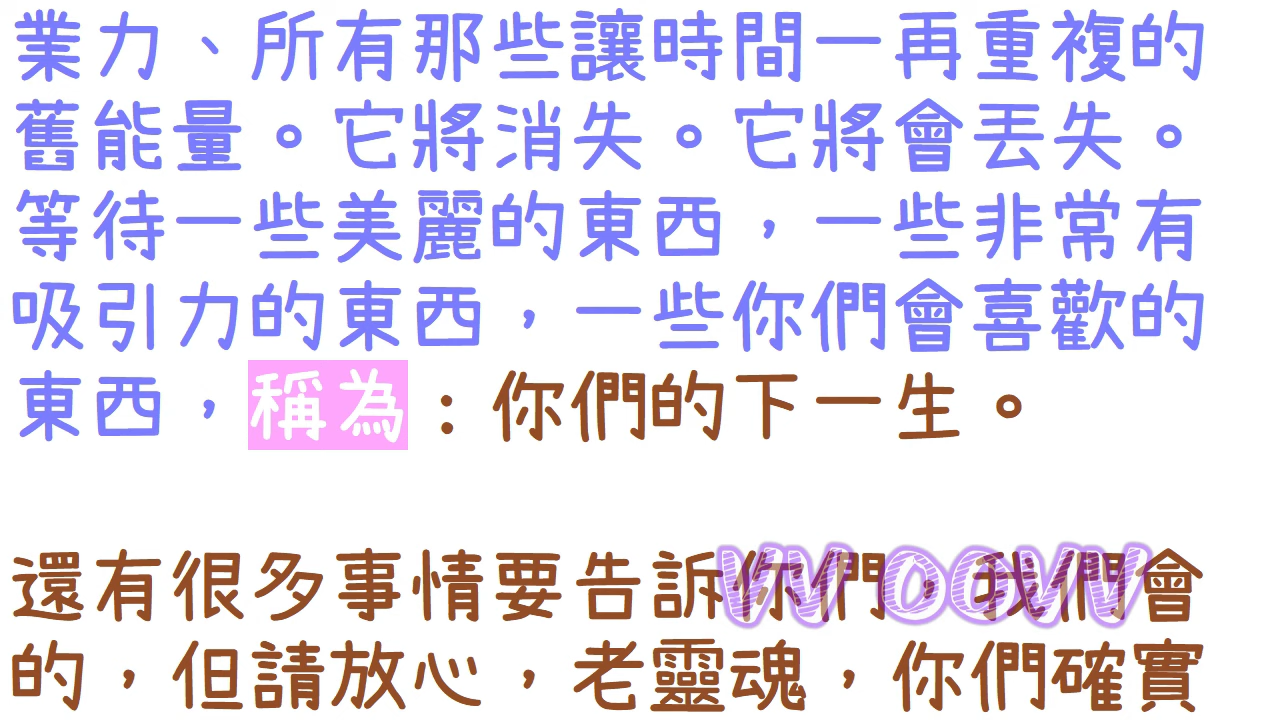 業力、所有那些讓時間一再重複的
舊能量。它將消失。它將會丟失。
等待一些美麗的東西，一些非常有
吸引力的東西，一些你們會喜歡的
東西，稱為：你們的下一生。
還有很多事情要告訴你們，我們會
的，但請放心，老靈魂，你們確實
VV OGVV